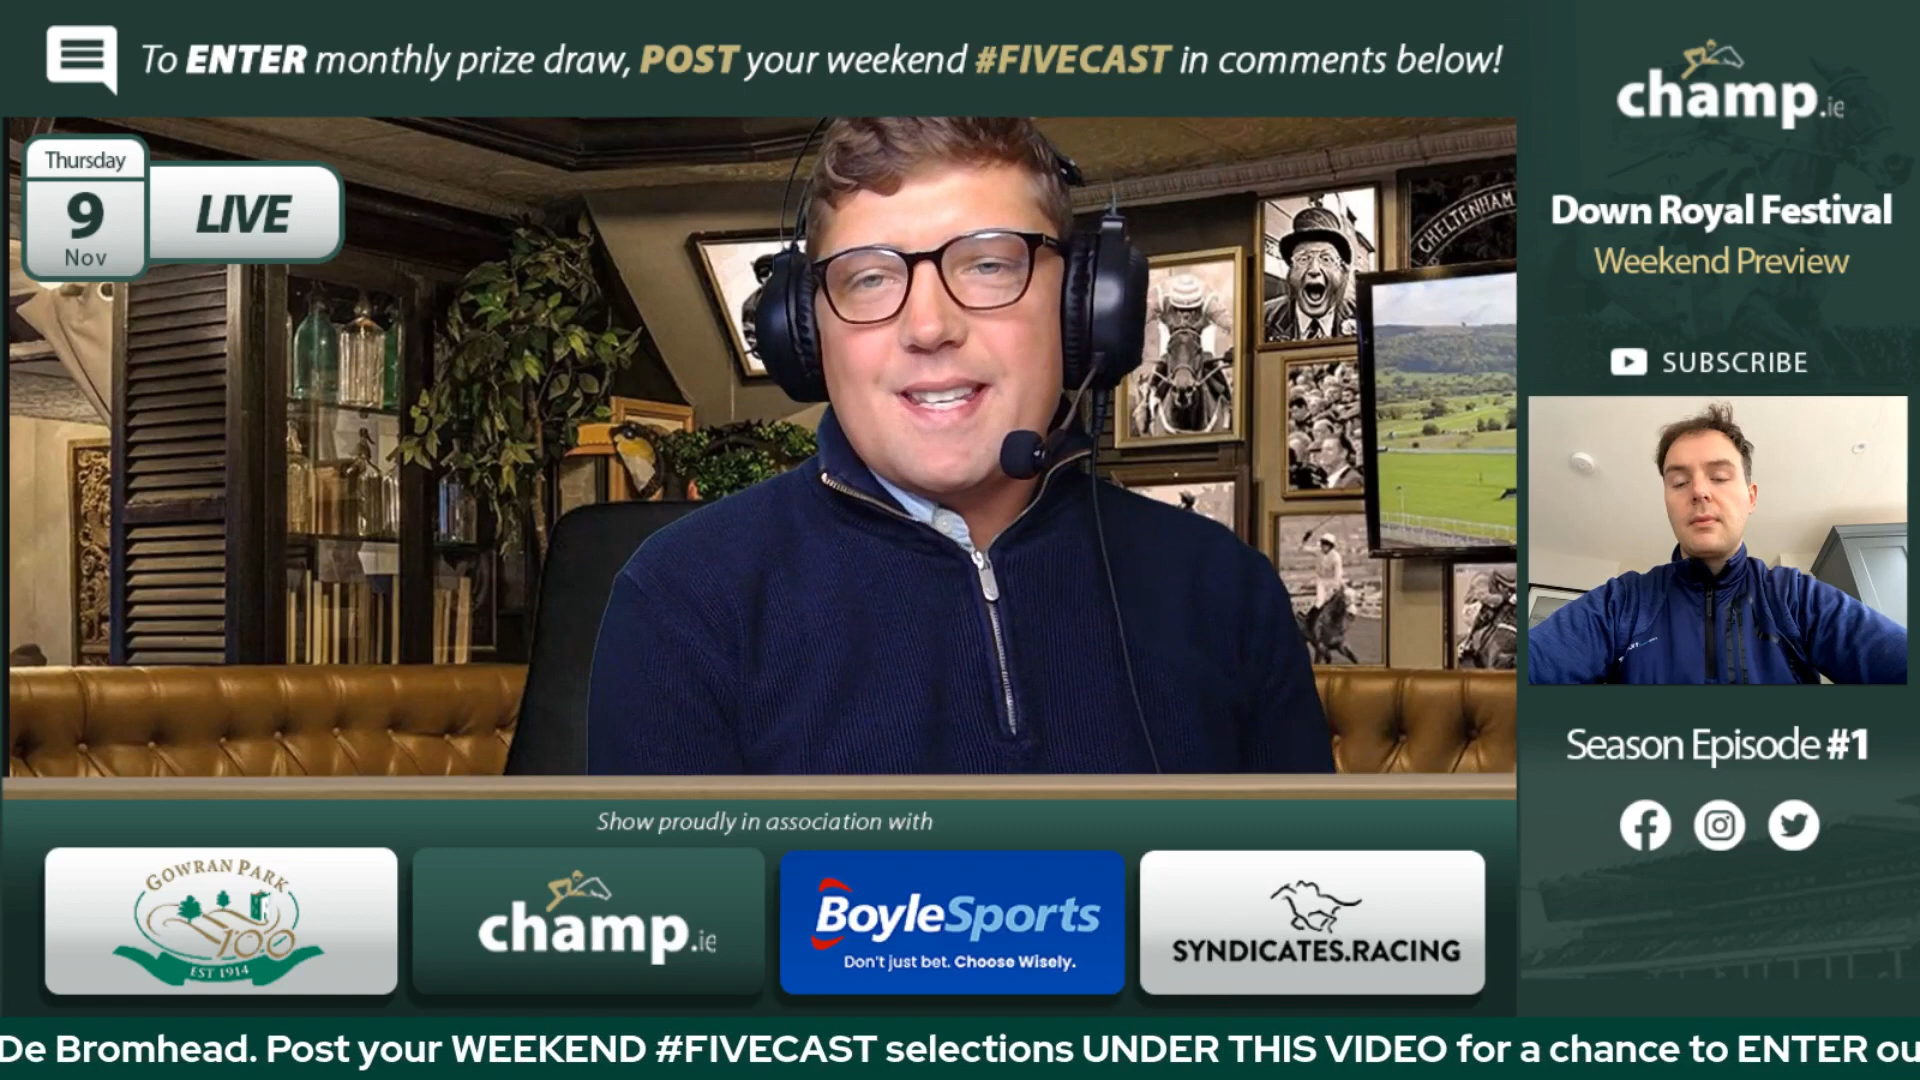 To ENTER monthly prize draw, POST your weekend #FIVECAST in comments below!
champ.ie
Thursday
9
Nov
LIVE
CHELTENHAM
Down Royal Festival
Weekend Preview
SUBSCRIBE
Season Episode #1
Show proudly in association with
GOWRAN PARK
100
EST 1914
champ.ie
BoyleSports
Don't just bet. Choose Wisely.
SYNDICATES.RACING
De Bromhead. Post your WEEKEND #FIVECAST selections UNDER THIS VIDEO for a chance to ENTER ou